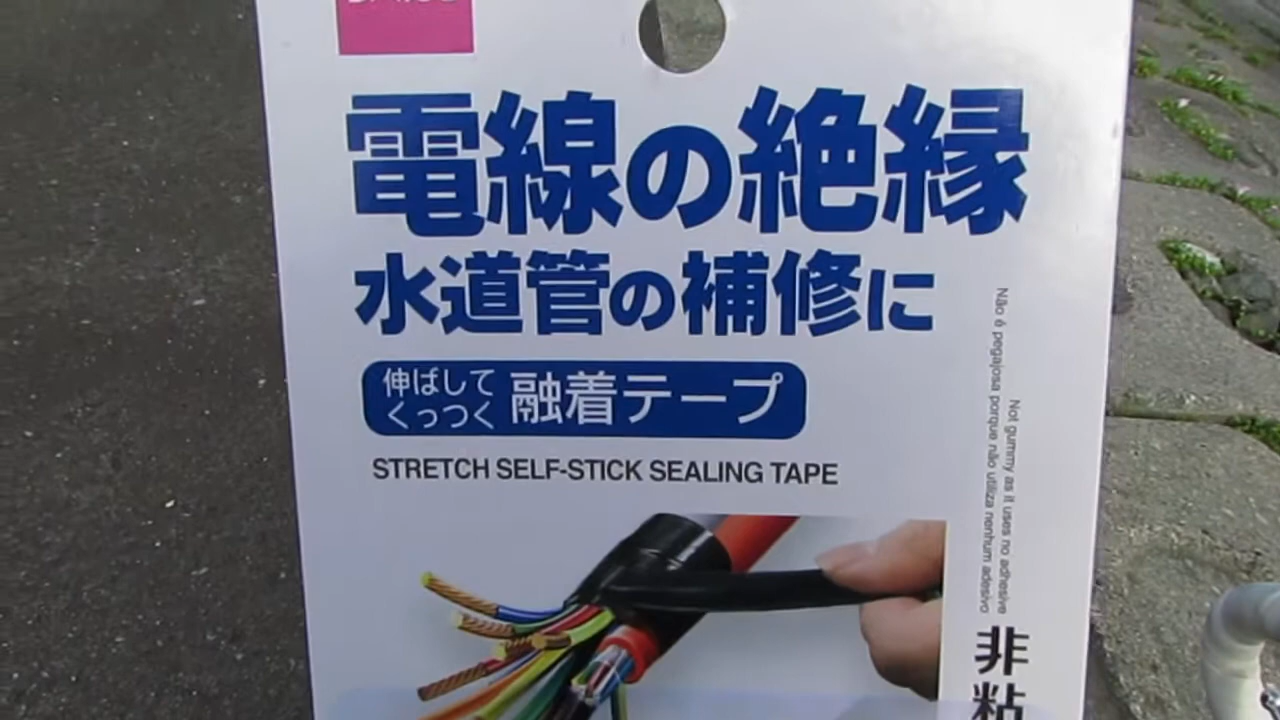 電線の絶縁
水道管の補修に
伸ばして
くっつく
融着テープ
STRETCH SELF-STICK SEALING TAPE
Não é pegajosa porque não utiliza nenhum adesivo
Not gummy as it uses no adhesive
非粘